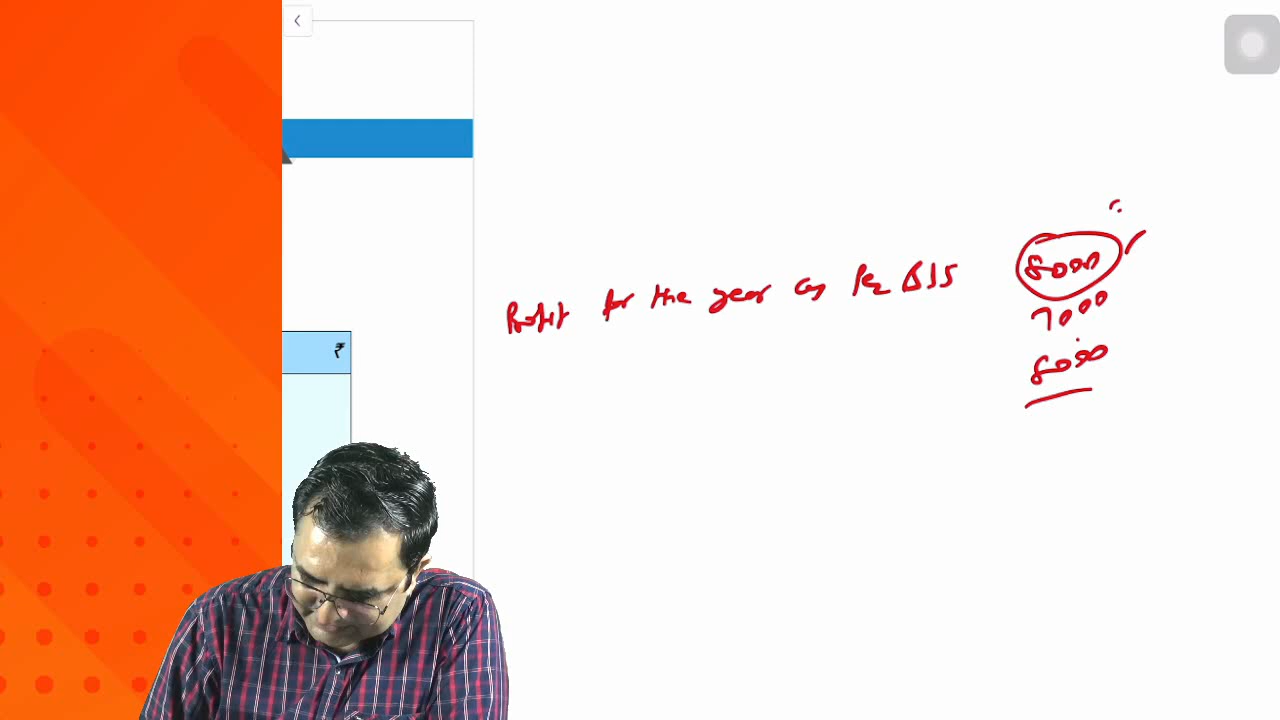 Profit for the year as Per B/S 8000
7000
8000
₹